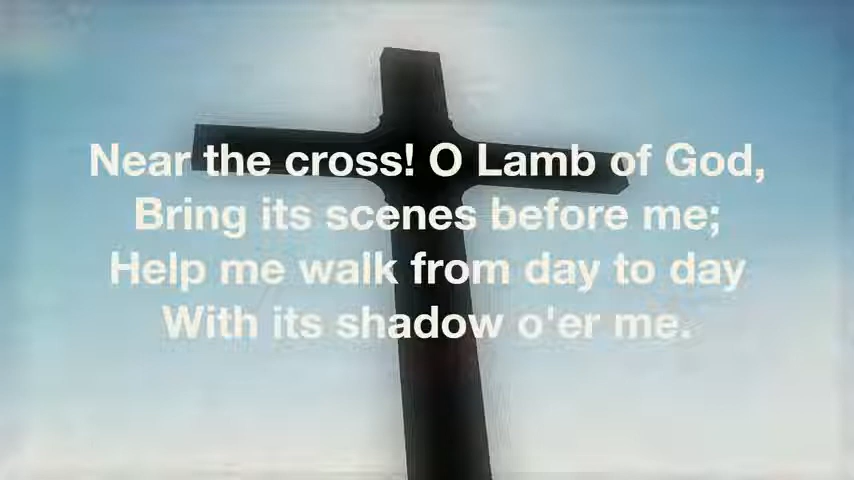 Near the cross! O Lamb of God,
Bring its scenes before me;
Help me walk from day to day
With its shadow o'er me.